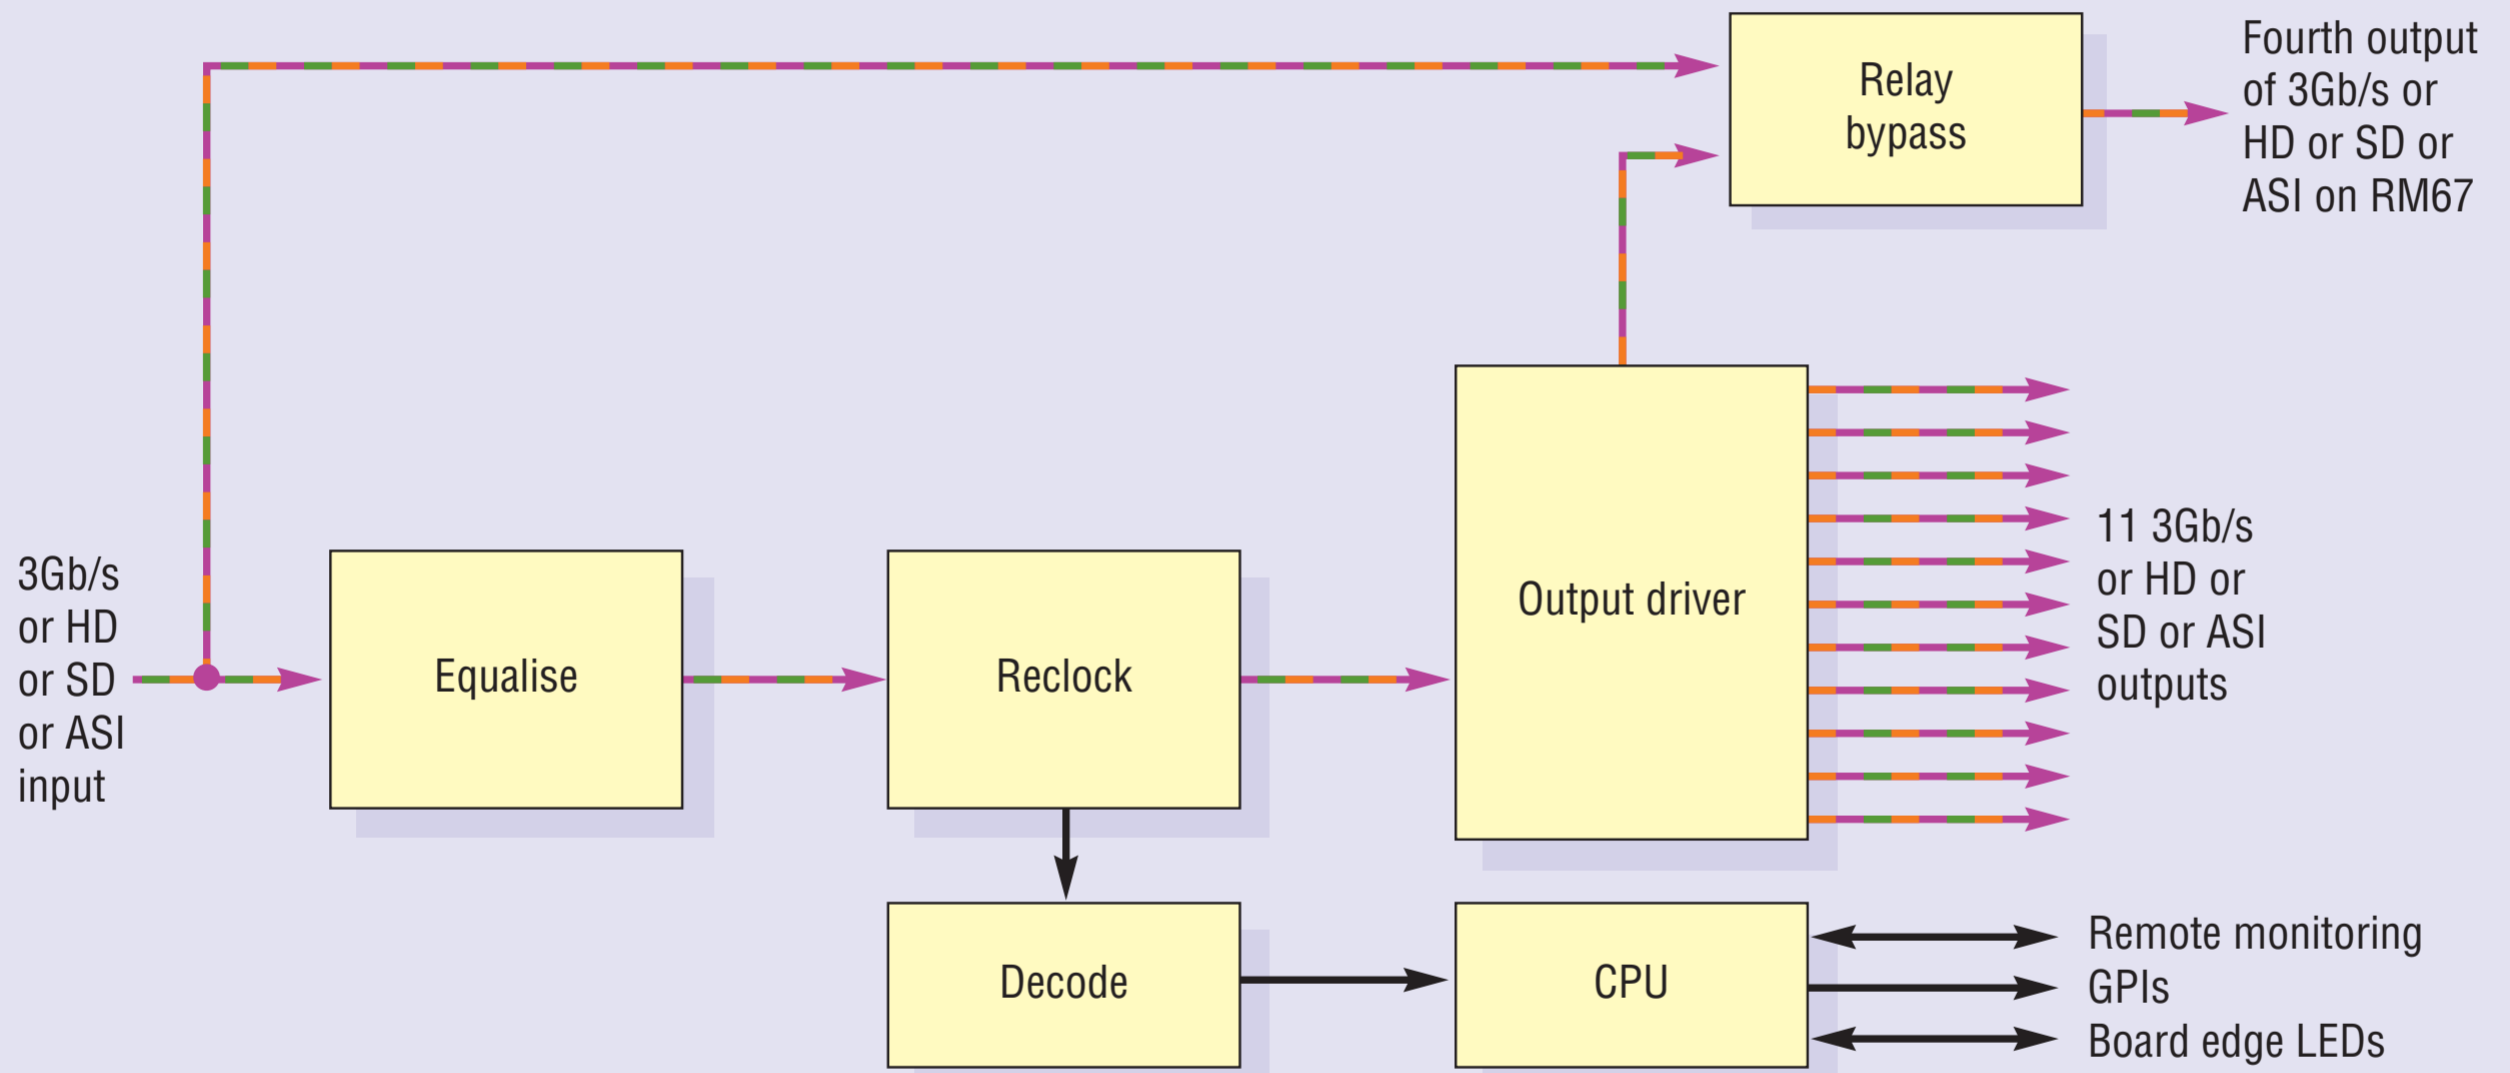 Relay
bypass
Fourth output
of 3Gb/s or
HD or SD or
ASI on RM67
3Gb/s
or HD
or SD
or ASI
input
Equalise
Reclock
Output driver
11 3Gb/s
or HD or
SD or ASI
outputs
Decode
CPU
Remote monitoring
GPIs
Board edge LEDs